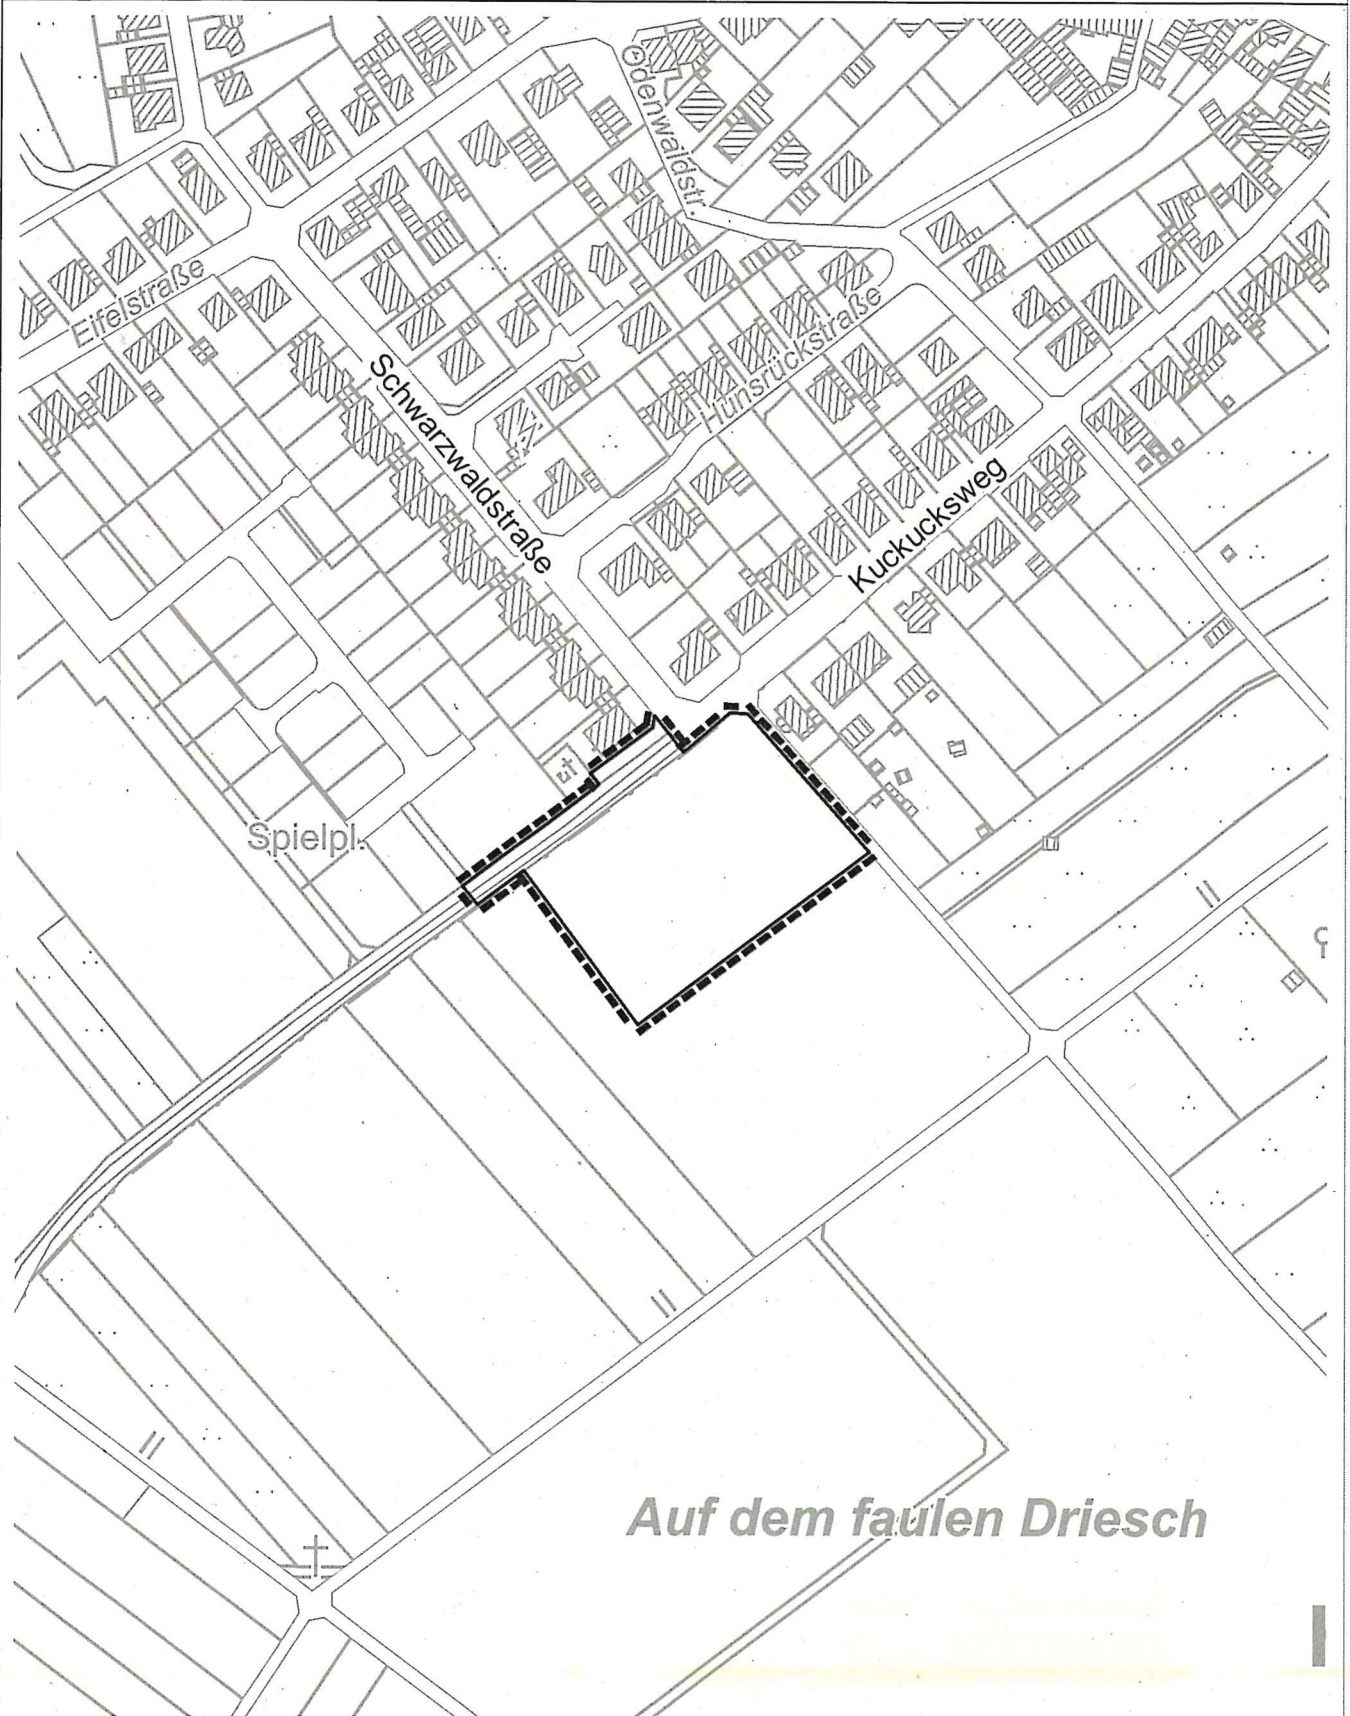 Odenwaldstr.
Eifelstraße
Hunsrückstraße
Schwarzwaldstraße
Kuckucksweg
Spielpl.
Auf dem faulen Driesch